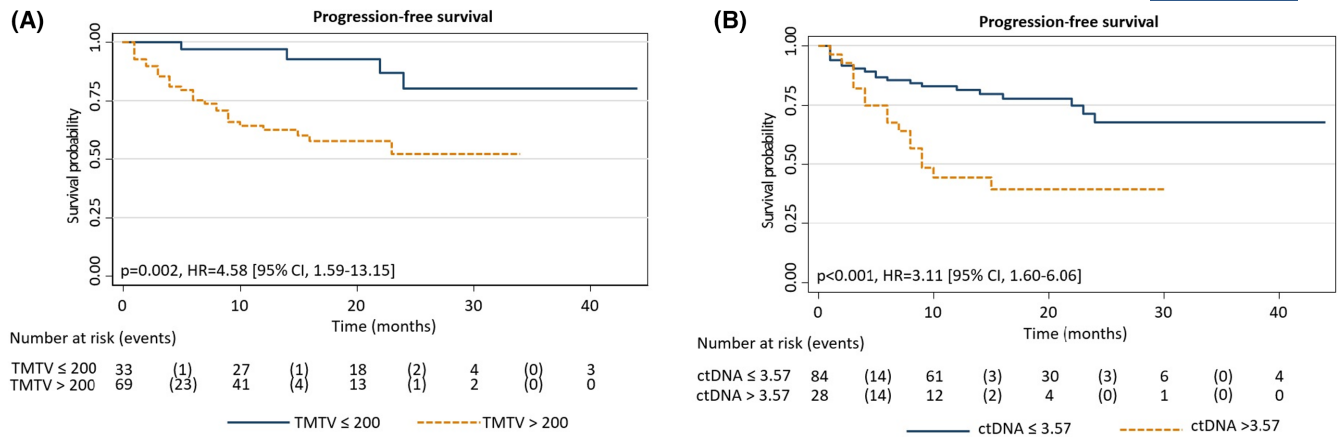 (A)
Progression-free survival
Survival probability
1.00
0.75
0.50
0.25
0.00
p=0.002, HR=4.58 [95% CI, 1.59-13.15]
0 10 20 30 40
Time (months)
Number at risk (events)
TMTV ≤ 200 33 (1) 27 (1) 18 (2) 4 (0) 3
TMTV > 200 69 (23) 41 (4) 13 (1) 2 (0) 0
TMTV ≤ 200 TMTV > 200
(B)
Progression-free survival
Survival probability
1.00
0.75
0.50
0.25
0.00
p<0.001, HR=3.11 [95% CI, 1.60-6.06]
0 10 20 30 40
Time (months)
Number at risk (events)
ctDNA ≤ 3.57 84 (14) 61 (3) 30 (3) 6 (0) 4
ctDNA > 3.57 28 (14) 12 (2) 4 (0) 1 (0) 0
ctDNA ≤ 3.57 ctDNA >3.57